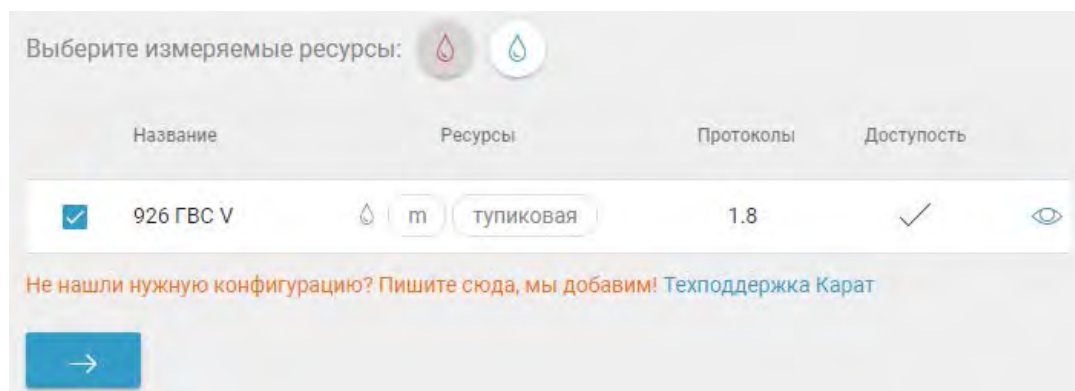 Выберите измеряемые ресурсы:
Название Ресурсы Протоколы Доступость
926 ГВС V m тупиковая 1.8
Не нашли нужную конфигурацию? Пишите сюда, мы добавим! Техподдержка Карат